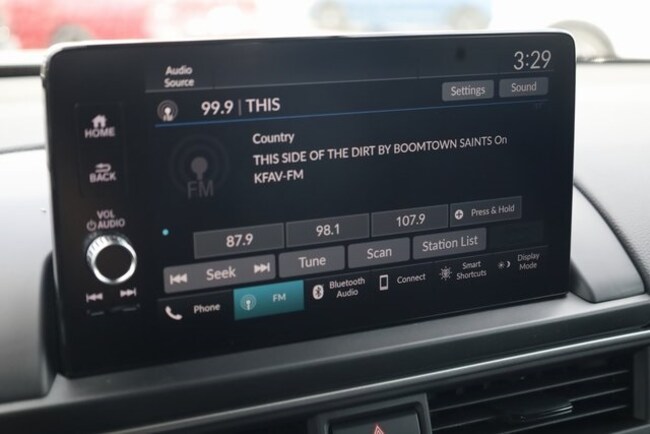 Audio
Source
3:29
99.9 | THIS
Settings
Sound
HOME
Country
THIS SIDE OF THE DIRT BY BOOMTOWN SAINTS On
KFAV-FM
FM
BACK
VOL
AUDIO
87.9
98.1
107.9
Press & Hold
Seek
Tune
Scan
Station List
Phone
FM
Bluetooth
Audio
Connect
Smart
Shortcuts
Display
Mode